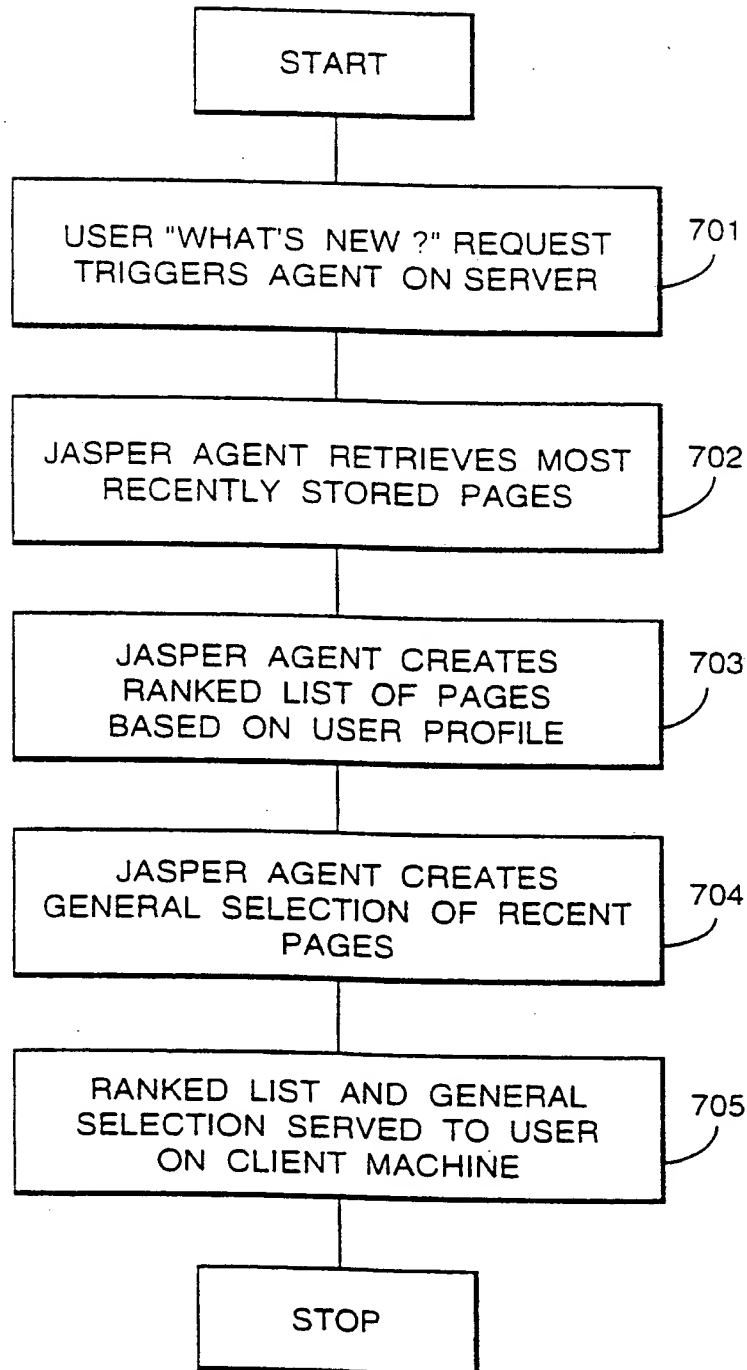 START
USER "WHAT'S NEW ?" REQUEST
TRIGGERS AGENT ON SERVER
701
JASPER AGENT RETRIEVES MOST
RECENTLY STORED PAGES
702
JASPER AGENT CREATES
RANKED LIST OF PAGES
BASED ON USER PROFILE
703
JASPER AGENT CREATES
GENERAL SELECTION OF RECENT
PAGES
704
RANKED LIST AND GENERAL
SELECTION SERVED TO USER
ON CLIENT MACHINE
705
STOP